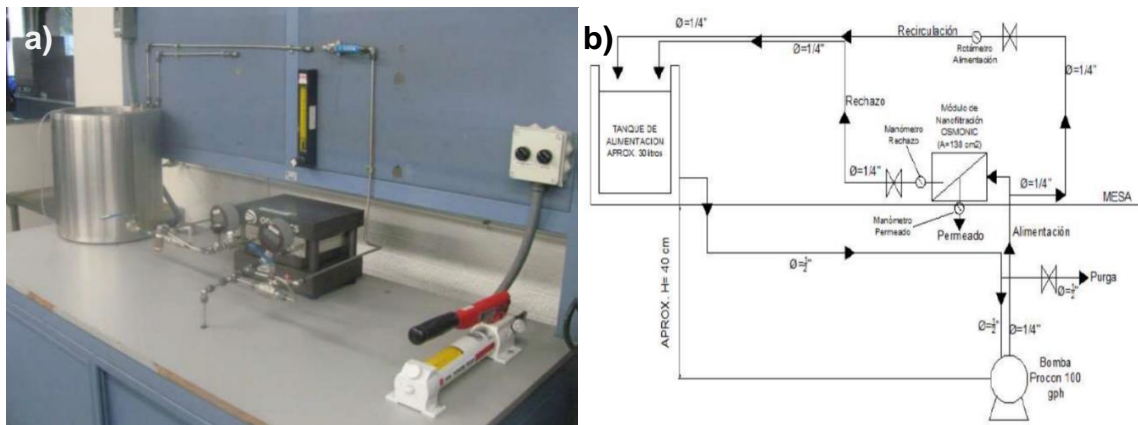 a)
b)
Ø=1/4"
Recirculación
Ø=1/4"
Rotámetro
Alimentación
Ø=1/4"
Rechazo
Módulo de
Nanofiltración
OSMONIC
(A=138 cm2)
Manómetro
Rechazo
TANQUE DE
ALIMENTACION
APROX. 30 litros
Ø=1/4"
Ø=1/4"
MESA
Manómetro
Permeado
Permeado
Alimentación
Ø=½"
Purga
Ø=½"
APROX. H= 40 cm
Ø=½"
Ø=1/4"
Bomba
Procon 100
gph